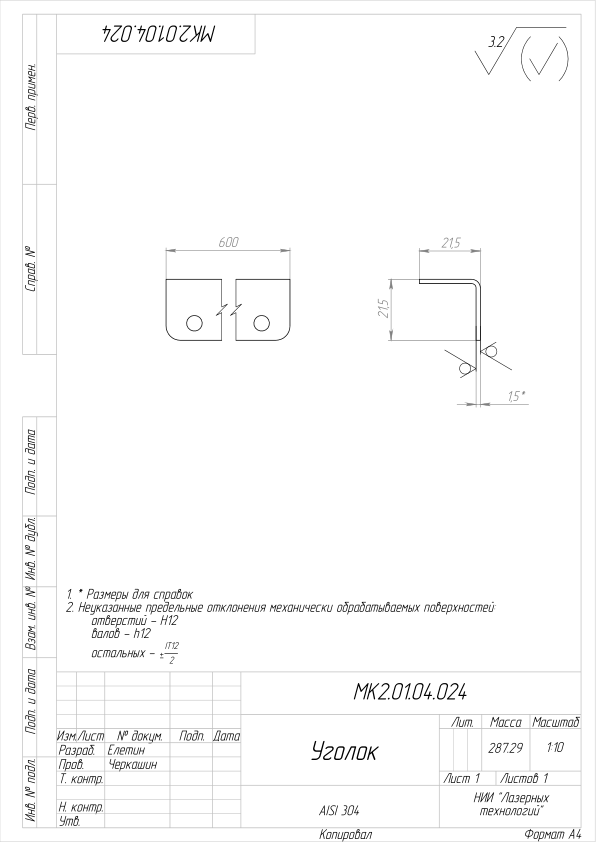 МК2.01.04.024
3.2
Перв. примен.
Справ. №
600
21,5
21,5
1,5*
Подп. и дата
Инв. № дубл.
Взам. инв. №
Подп. и дата
Инв. № подл.
1. * Размеры для справок
2. Неуказанные предельные отклонения механически обрабатываемых поверхностей:
отверстий – H12
валов – h12
остальных – ± IT12/2
МК2.01.04.024
Изм. Лист № докум. Подп. Дата
Разраб. Елетин
Пров. Черкашин
Т. контр.
Н. контр.
Утв.
Уголок
Лит. Масса Масштаб
287.29 1:10
Лист 1 Листов 1
AISI 304
НИИ "Лазерных
технологий"
Копировал Формат А4